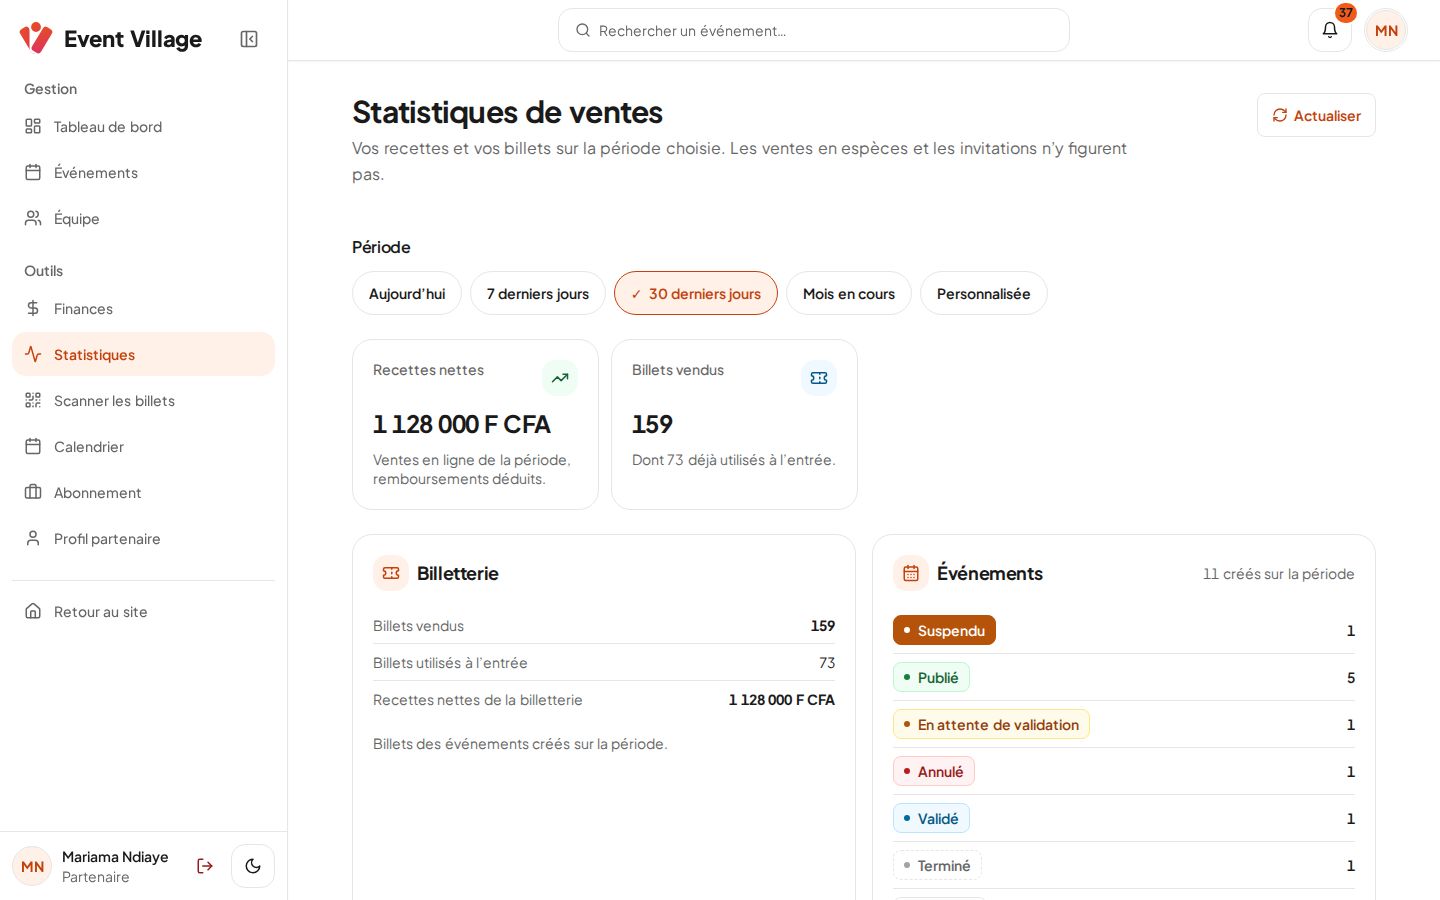 Event Village
Gestion
Tableau de bord
Événements
Équipe
Outils
Finances
Statistiques
Scanner les billets
Calendrier
Abonnement
Profil partenaire
Retour au site
MN
Mariama Ndiaye
Partenaire
Rechercher un événement…
37
MN
Statistiques de ventes
Vos recettes et vos billets sur la période choisie. Les ventes en espèces et les invitations n’y figurent
pas.
Actualiser
Période
Aujourd’hui
7 derniers jours
✓ 30 derniers jours
Mois en cours
Personnalisée
Recettes nettes
1 128 000 F CFA
Ventes en ligne de la période,
remboursements déduits.
Billets vendus
159
Dont 73 déjà utilisés à l’entrée.
Billetterie
Billets vendus 159
Billets utilisés à l’entrée 73
Recettes nettes de la billetterie 1 128 000 F CFA
Billets des événements créés sur la période.
Événements 11 créés sur la période
Suspendu 1
Publié 5
En attente de validation 1
Annulé 1
Validé 1
Terminé 1